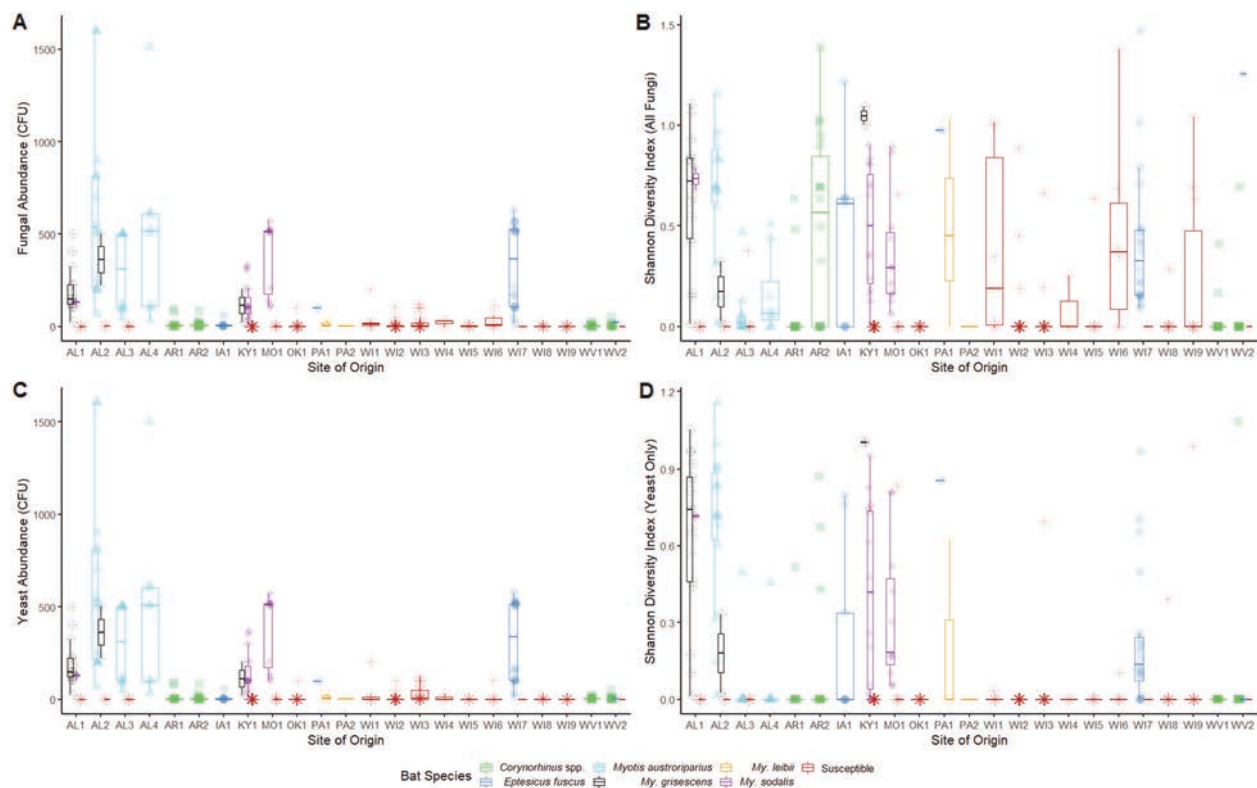 A
Fungal Abundance (CFU)
1500
1000
500
0
AL1 AL2 AL3 AL4 AR1 AR2 IA1 KY1 MO1 OK1 PA1 PA2 WI1 WI2 WI3 WI4 WI5 WI6 WI7 WI8 WI9 WV1 WV2
Site of Origin
B
Shannon Diversity Index (All Fungi)
1.5
1.0
0.5
0.0
AL1 AL2 AL3 AL4 AR1 AR2 IA1 KY1 MO1 OK1 PA1 PA2 WI1 WI2 WI3 WI4 WI5 WI6 WI7 WI8 WI9 WV1 WV2
Site of Origin
C
Yeast Abundance (CFU)
1500
1000
500
0
AL1 AL2 AL3 AL4 AR1 AR2 IA1 KY1 MO1 OK1 PA1 PA2 WI1 WI2 WI3 WI4 WI5 WI6 WI7 WI8 WI9 WV1 WV2
Site of Origin
D
Shannon Diversity Index (Yeast Only)
1.2
0.9
0.6
0.3
0.0
AL1 AL2 AL3 AL4 AR1 AR2 IA1 KY1 MO1 OK1 PA1 PA2 WI1 WI2 WI3 WI4 WI5 WI6 WI7 WI8 WI9 WV1 WV2
Site of Origin
Bat Species
Corynorhinus spp. Myotis austroriparius My. leibii Susceptible
Eptesicus fuscus My. grisescens My. sodalis